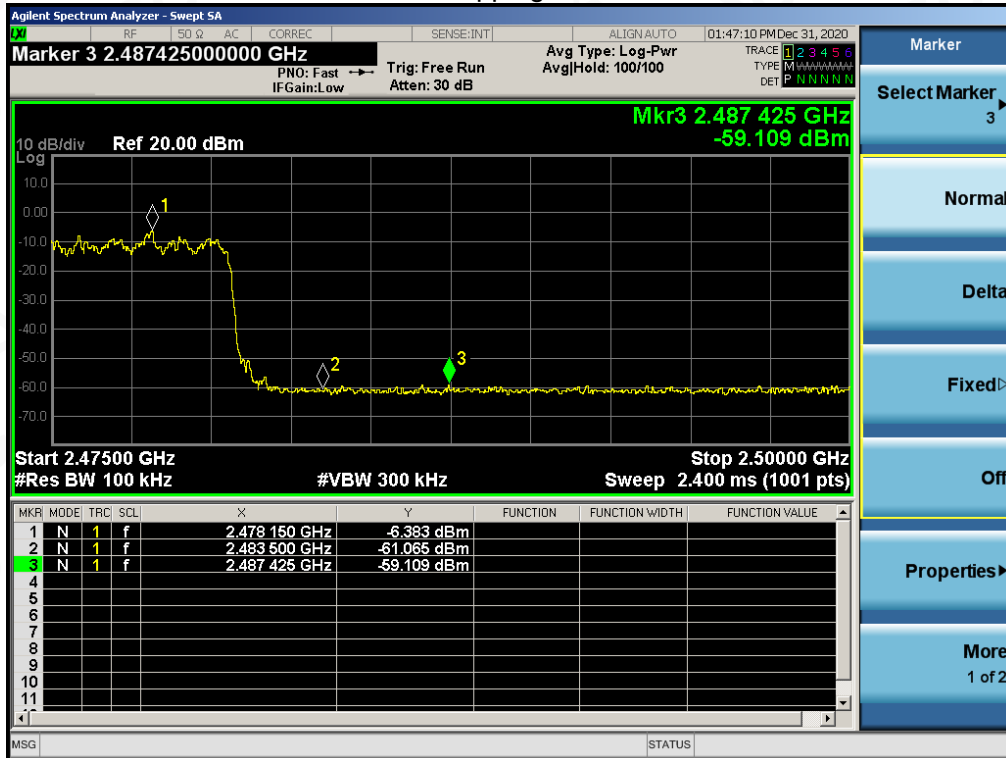 Agilent Spectrum Analyzer - Swept SA
LXI RF 50 Ω AC CORREC SENSE:INT ALIGN AUTO 01:47:10 PM Dec 31, 2020
Marker 3 2.487425000000 GHz
PNO: Fast
IFGain:Low
Trig: Free Run
Atten: 30 dB
Avg Type: Log-Pwr
Avg|Hold: 100/100
TRACE 1 2 3 4 5 6
TYPE M WWWWW
DET P N N N N N
Mkr3 2.487 425 GHz
-59.109 dBm
10 dB/div Ref 20.00 dBm
Log
10.0
0.00
-10.0
-20.0
-30.0
-40.0
-50.0
-60.0
-70.0
1
2
3
Start 2.47500 GHz Stop 2.50000 GHz
#Res BW 100 kHz #VBW 300 kHz Sweep 2.400 ms (1001 pts)
MKR MODE TRC SCL X Y FUNCTION FUNCTION WIDTH FUNCTION VALUE
1 N 1 f 2.478 150 GHz -6.383 dBm
2 N 1 f 2.483 500 GHz -61.065 dBm
3 N 1 f 2.487 425 GHz -59.109 dBm
4
5
6
7
8
9
10
11
MSG STATUS
Marker
Select Marker
3
Normal
Delta
Fixed
Off
Properties
More
1 of 2